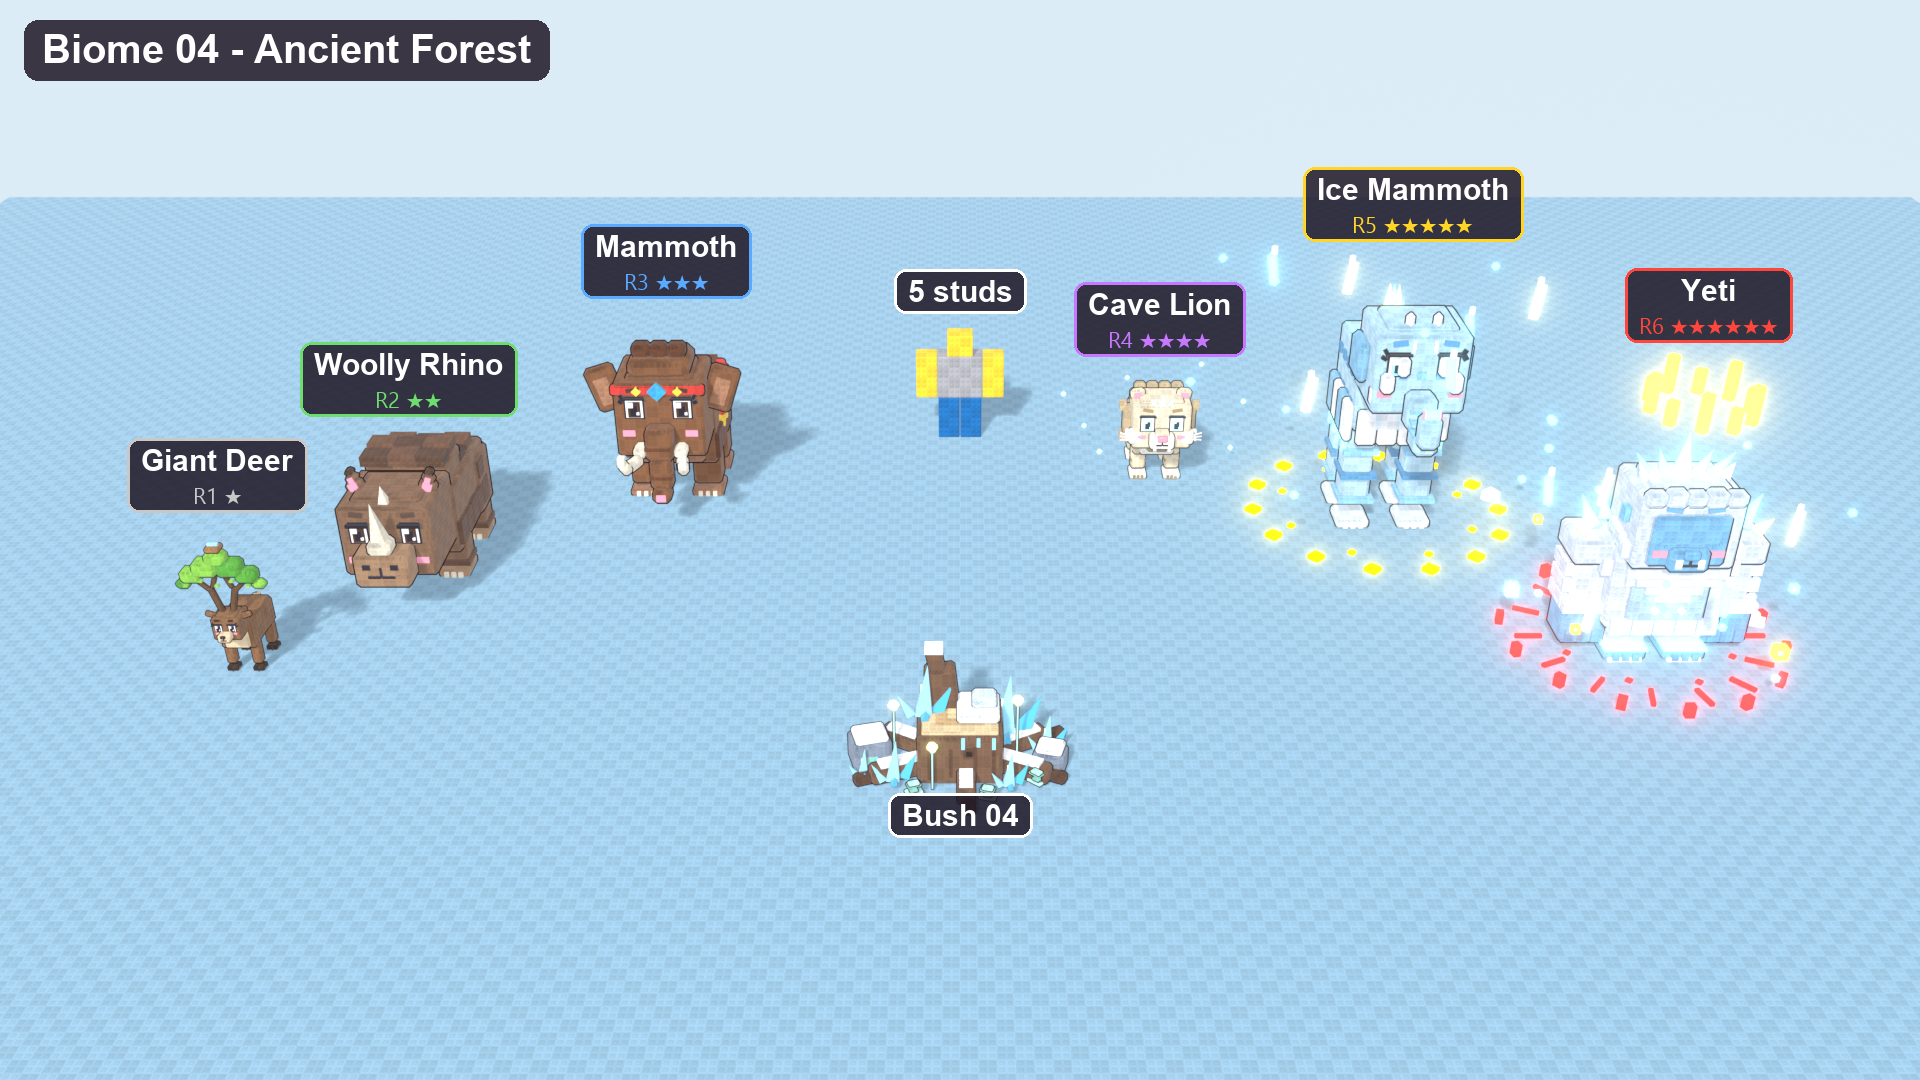 Biome 04 - Ancient Forest
Ice Mammoth
R5 ★★★★★
Mammoth
R3 ★★★
5 studs
Cave Lion
R4 ★★★★
Yeti
R6 ★★★★★★
Woolly Rhino
R2 ★★
Giant Deer
R1 ★
Bush 04